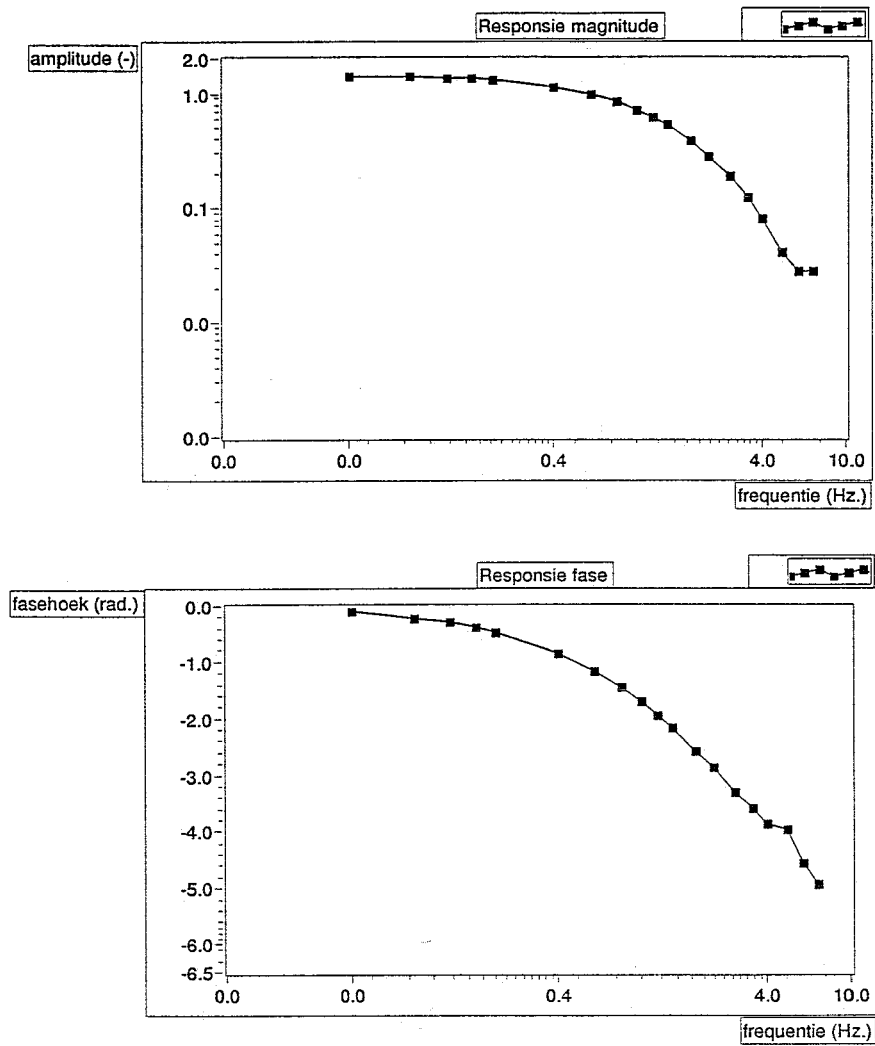 Responsie magnitude
amplitude (-)
2.0
1.0
0.1
0.0
0.0
0.0 0.0 0.4 4.0 10.0
frequentie (Hz.)
Responsie fase
fasehoek (rad.)
0.0
-1.0
-2.0
-3.0
-4.0
-5.0
-6.0
-6.5
0.0 0.0 0.4 4.0 10.0
frequentie (Hz.)